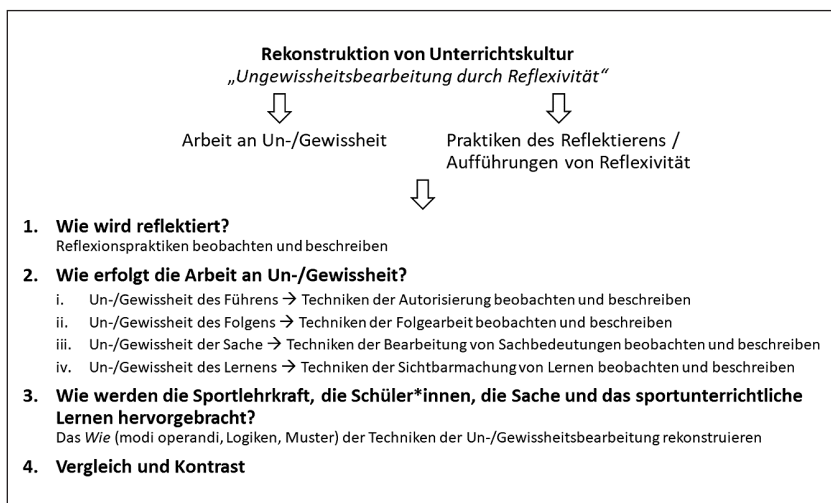 Rekonstruktion von Unterrichtskultur
„Ungewissheitsbearbeitung durch Reflexivität“
Arbeit an Un-/Gewissheit
Praktiken des Reflektierens /
Aufführungen von Reflexivität
1. Wie wird reflektiert?
Reflexionspraktiken beobachten und beschreiben
2. Wie erfolgt die Arbeit an Un-/Gewissheit?
i. Un-/Gewissheit des Führens → Techniken der Autorisierung beobachten und beschreiben
ii. Un-/Gewissheit des Folgens → Techniken der Folgearbeit beobachten und beschreiben
iii. Un-/Gewissheit der Sache → Techniken der Bearbeitung von Sachbedeutungen beobachten und beschreiben
iv. Un-/Gewissheit des Lernens → Techniken der Sichtbarmachung von Lernen beobachten und beschreiben
3. Wie werden die Sportlehrkraft, die Schüler*innen, die Sache und das sportunterrichtliche
Lernen hervorgebracht?
Das Wie (modi operandi, Logiken, Muster) der Techniken der Un-/Gewissheitsbearbeitung rekonstruieren
4. Vergleich und Kontrast